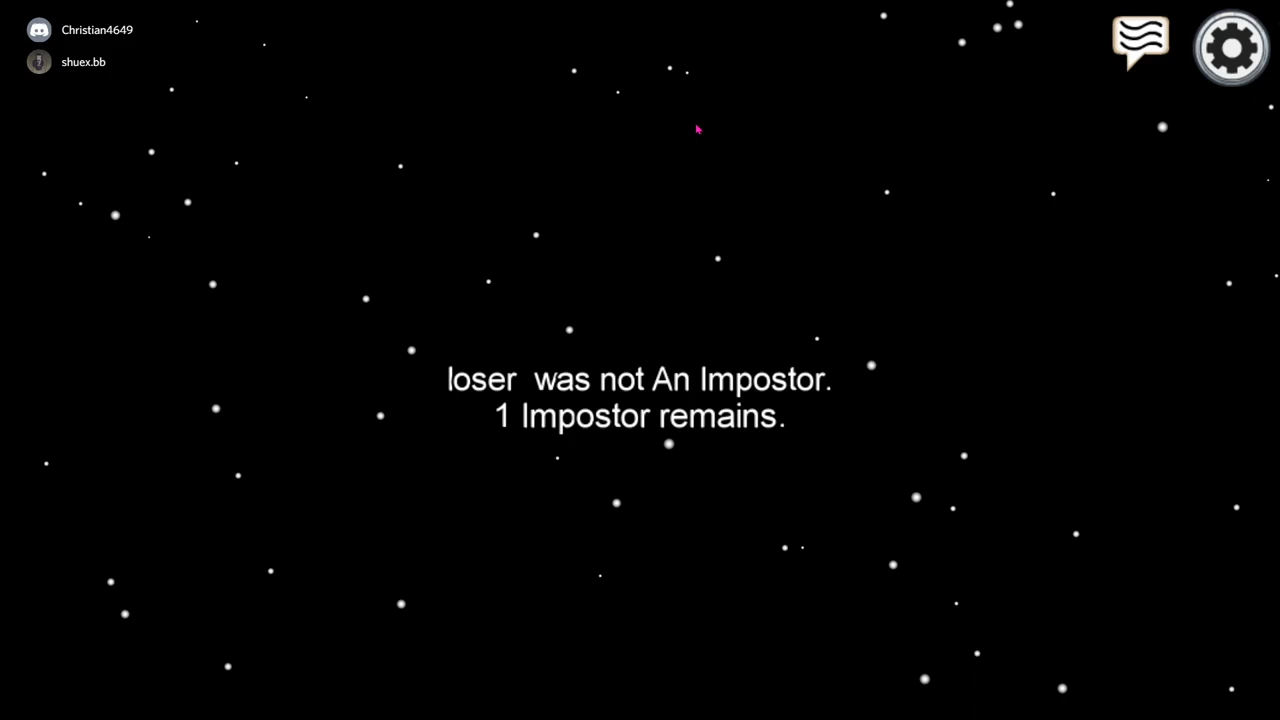 Christian4649
shuex.bb
loser was not An Impostor.
1 Impostor remains.